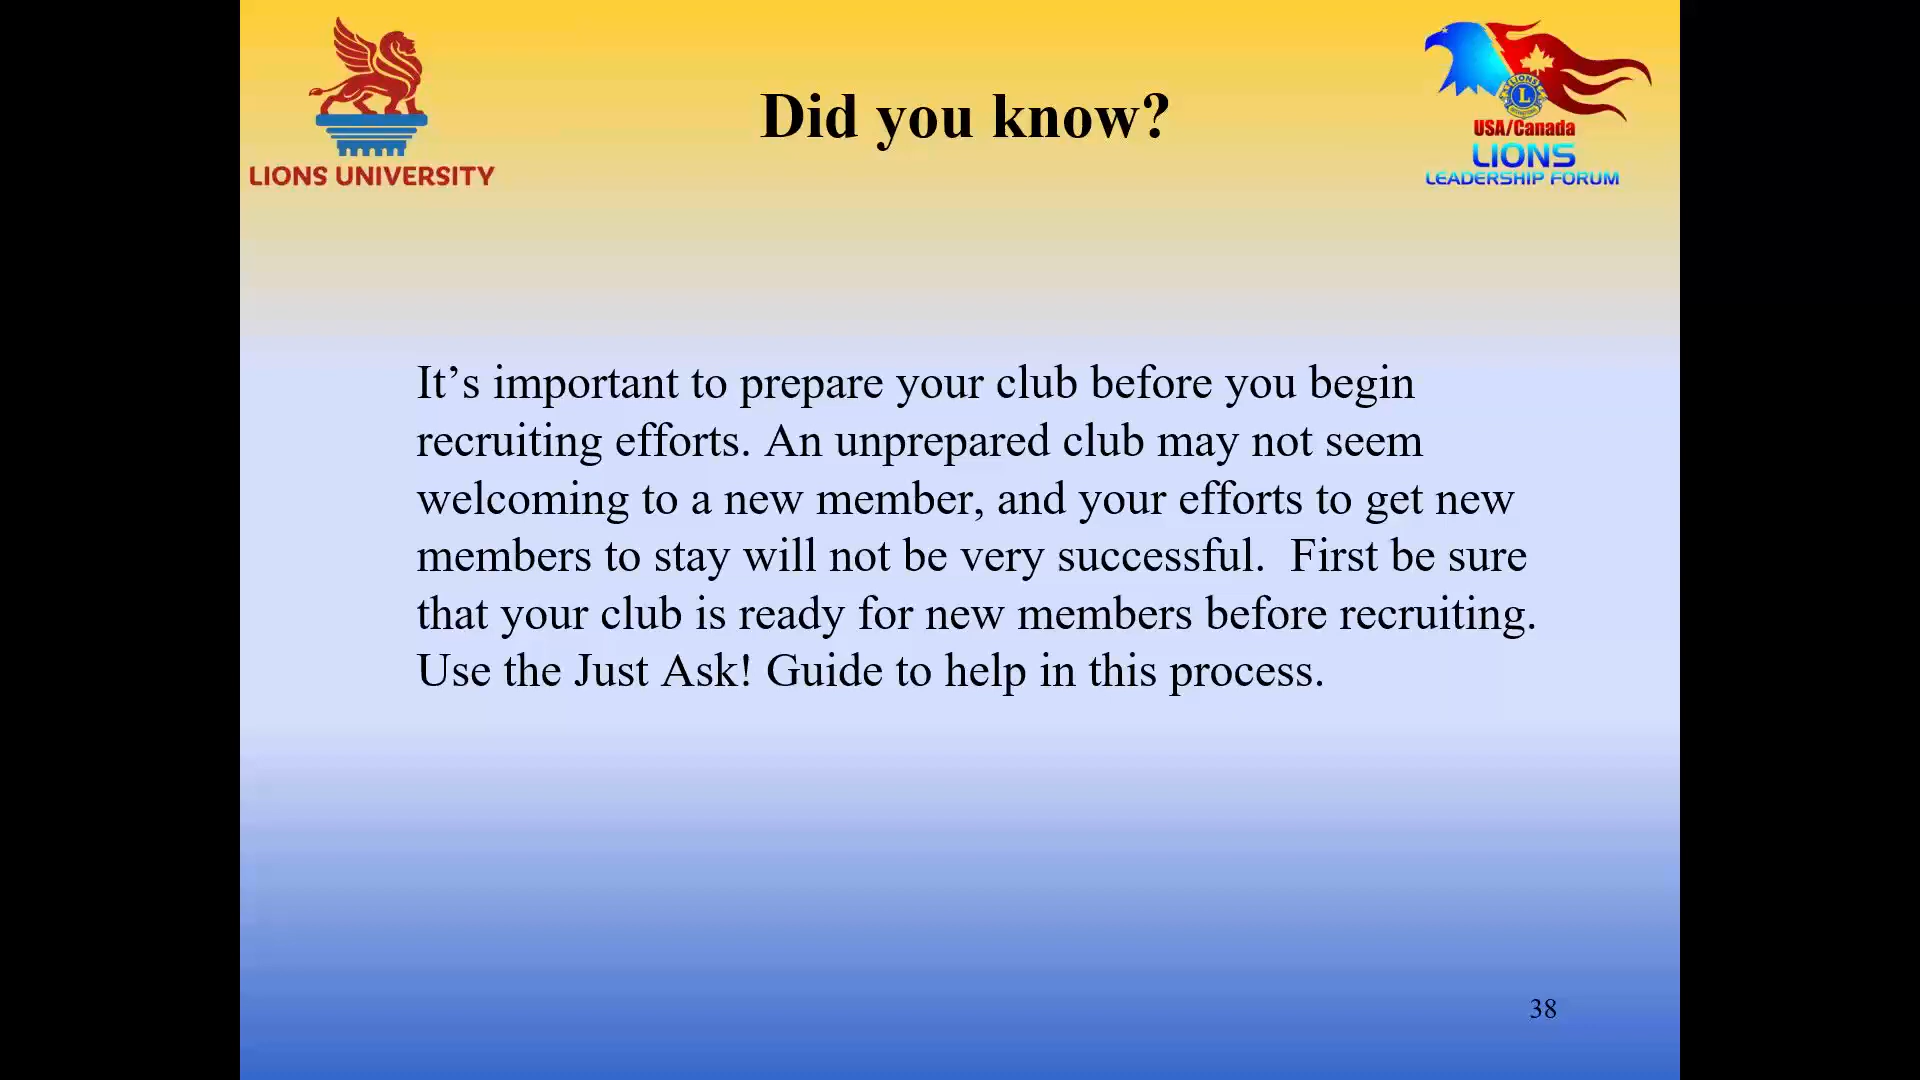 LIONS UNIVERSITY
Did you know?
LIONS
L
USA/Canada
LIONS
LEADERSHIP FORUM
It’s important to prepare your club before you begin
recruiting efforts. An unprepared club may not seem
welcoming to a new member, and your efforts to get new
members to stay will not be very successful.  First be sure
that your club is ready for new members before recruiting.
Use the Just Ask! Guide to help in this process.
38